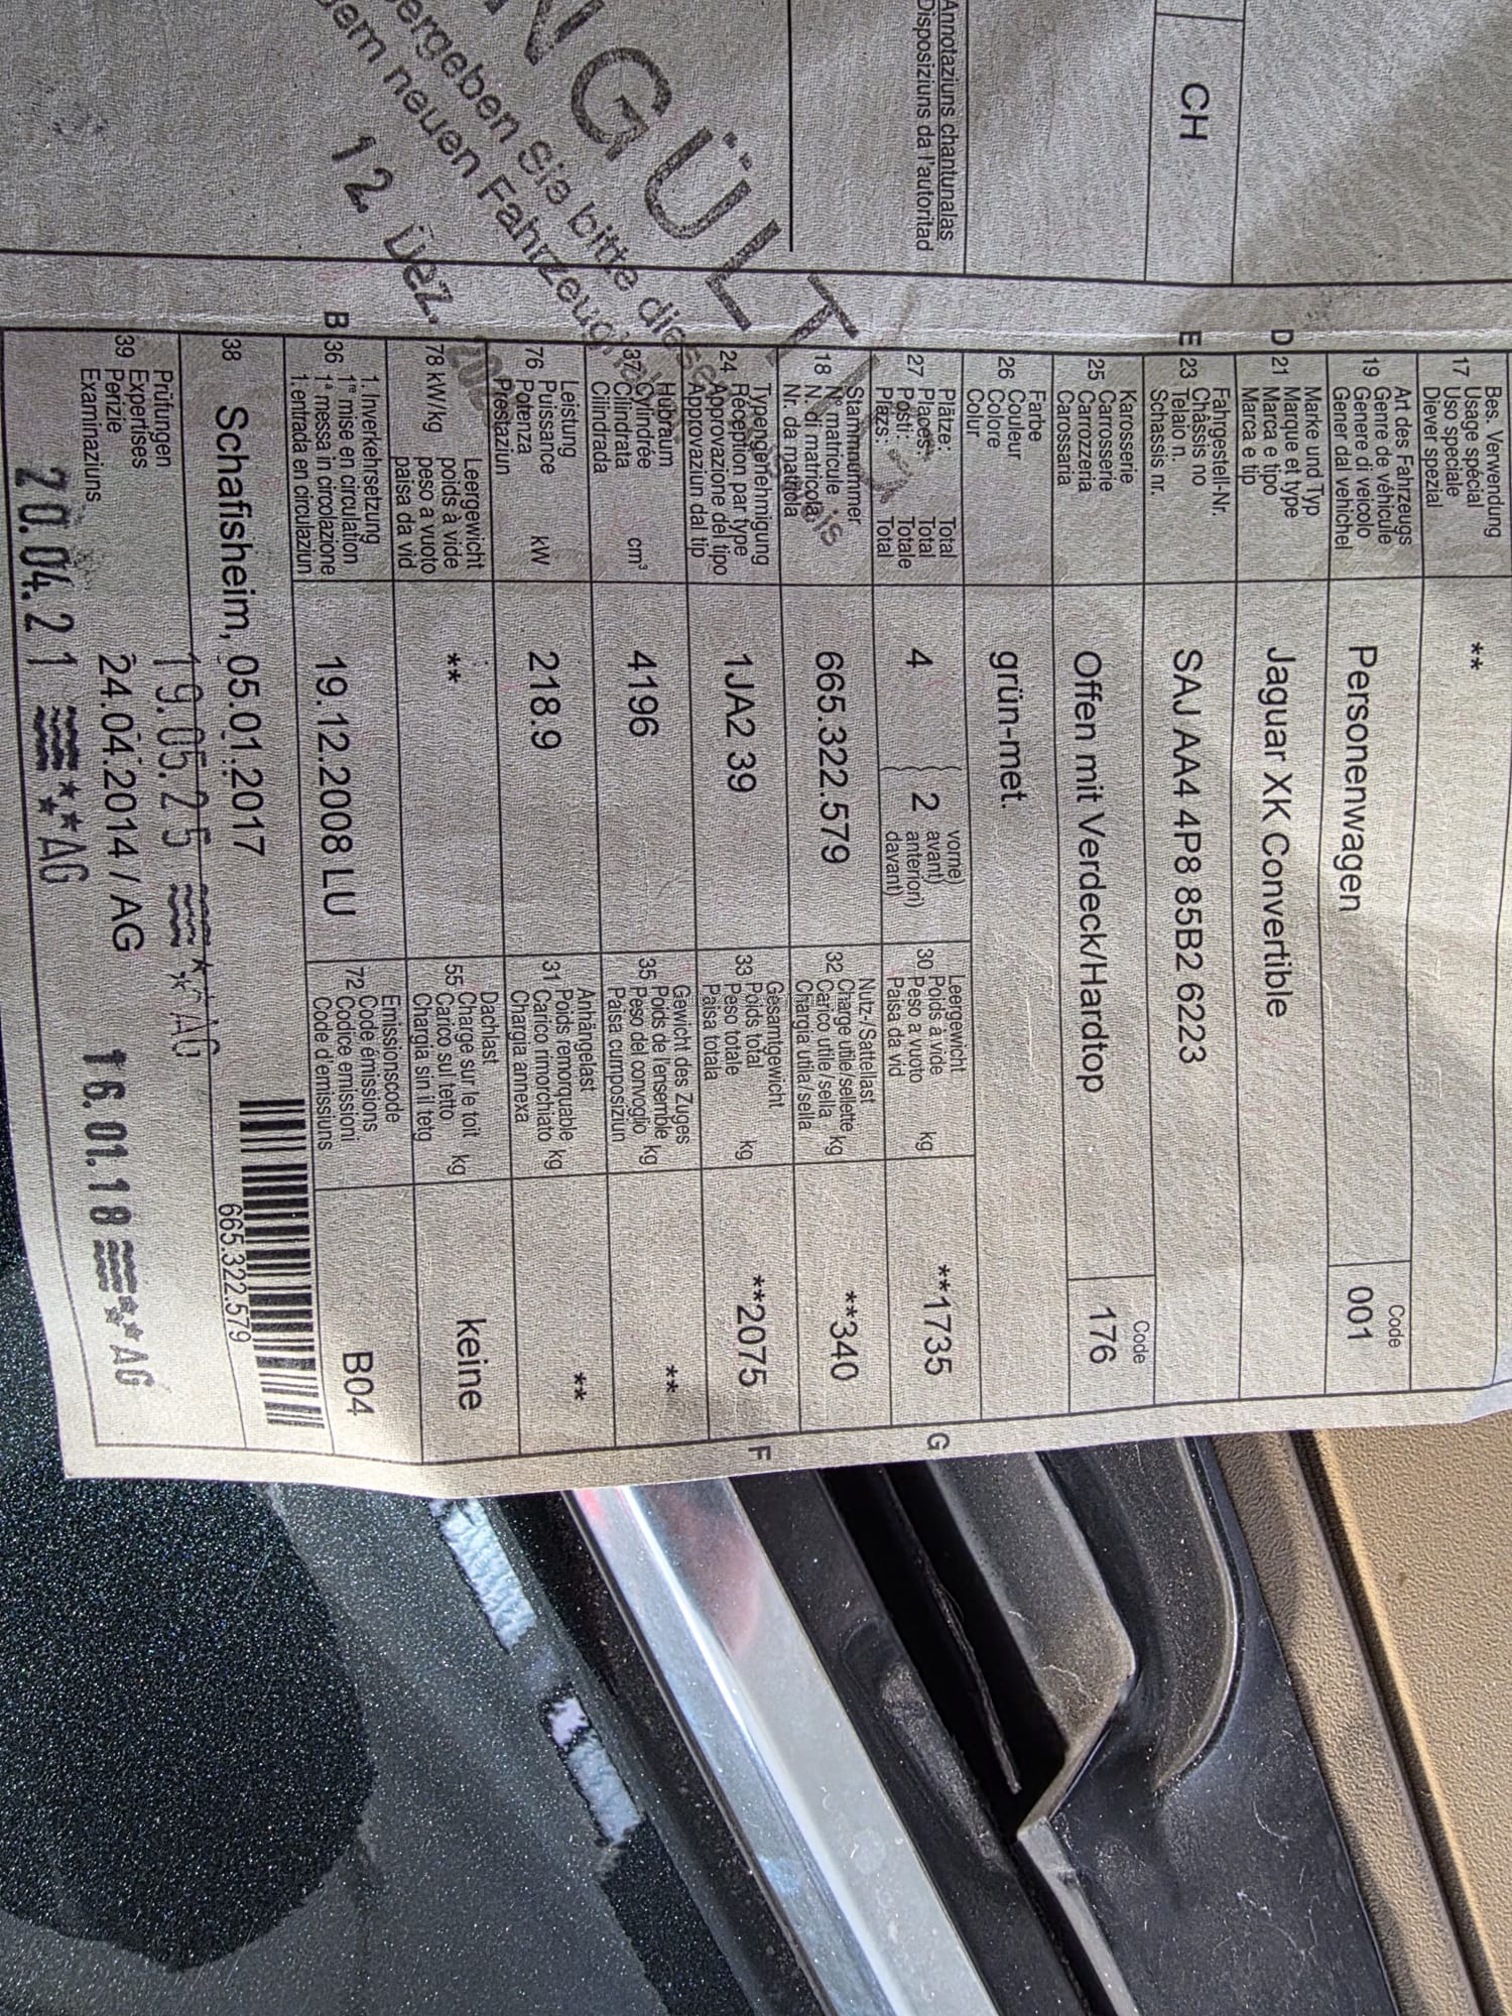 Annotaziuns chantunalas
Disposiziuns da l'autoritad
CH
NGÜLTIG
ergeben Sie bitte diesen
em neuen Fahrzeug
12. Dez.
Bes. Verwendung
17 Usage spécial
Uso speciale
Diever spezial
**
Art des Fahrzeugs
19 Genre de véhicule
Genere di veicolo
Gener dal vehichel
Personenwagen
Code
001
Marke und Typ
D 21 Marque et type
Marca e tipo
Marca e tip
Jaguar XK Convertible
Fahrgestell-Nr.
E 23 Châssis no
Telaio n.
Schassis nr.
SAJ AA4 4P8 85B2 6223
Karosserie
25 Carrosserie
Carrozzeria
Carossaria
Offen mit Verdeck/Hardtop
Code
176
Farbe
26 Couleur
Colore
Colur
grün-met.
Plätze: Total
27 Places: Total
Posti: Totale
Plazs: Total
4
( 2
vorne)
avant)
anteriori)
davant)
Leergewicht
30 Poids à vide
Peso a vuoto kg
Paisa da vid
**1735
G
Stammnummer
18 N° matricule
N. di matricola
Nr. da matricla
665.322.579
Nutz-/Sattellast
32 Charge utile/sellette kg
Carico utile/sella
Chargia utila/sella
**340
Typengenehmigung
24 Réception par type
Approvazione del tipo
Approvaziun dal tip
1JA2 39
Gesamtgewicht
33 Poids total kg
Peso totale
Paisa totala
**2075
F
Hubraum
37 Cylindrée
Cilindrata cm³
Cilindrada
4196
Gewicht des Zuges
35 Poids de l'ensemble kg
Peso del convoglio
Paisa cumposiziun
**
Leistung
76 Puissance
Potenza kW
Prestaziun
218.9
Anhängelast
31 Poids remorquable kg
Carico rimorchiato
Chargia annexa
**
78 kW/kg
Leergewicht
poids à vide
peso a vuoto
paisa da vid
**
Dachlast
55 Charge sur le toit kg
Carico sul tetto
Chargia sin il tetg
keine
1. Inverkehrsetzung
B 36 1re mise en circulation
1a messa in circolazione
1. entrada en circulaziun
19.12.2008 LU
Emissionscode
72 Code émissions
Codice emissioni
Code d'emissiuns
B04
38 Schafisheim, 05.01.2017
665.322.579
Prüfungen
39 Expertises
Perizie
Examinaziuns
19.05.25 AG
24.04.2014 / AG
16.01.18 AG
20.04.21 AG